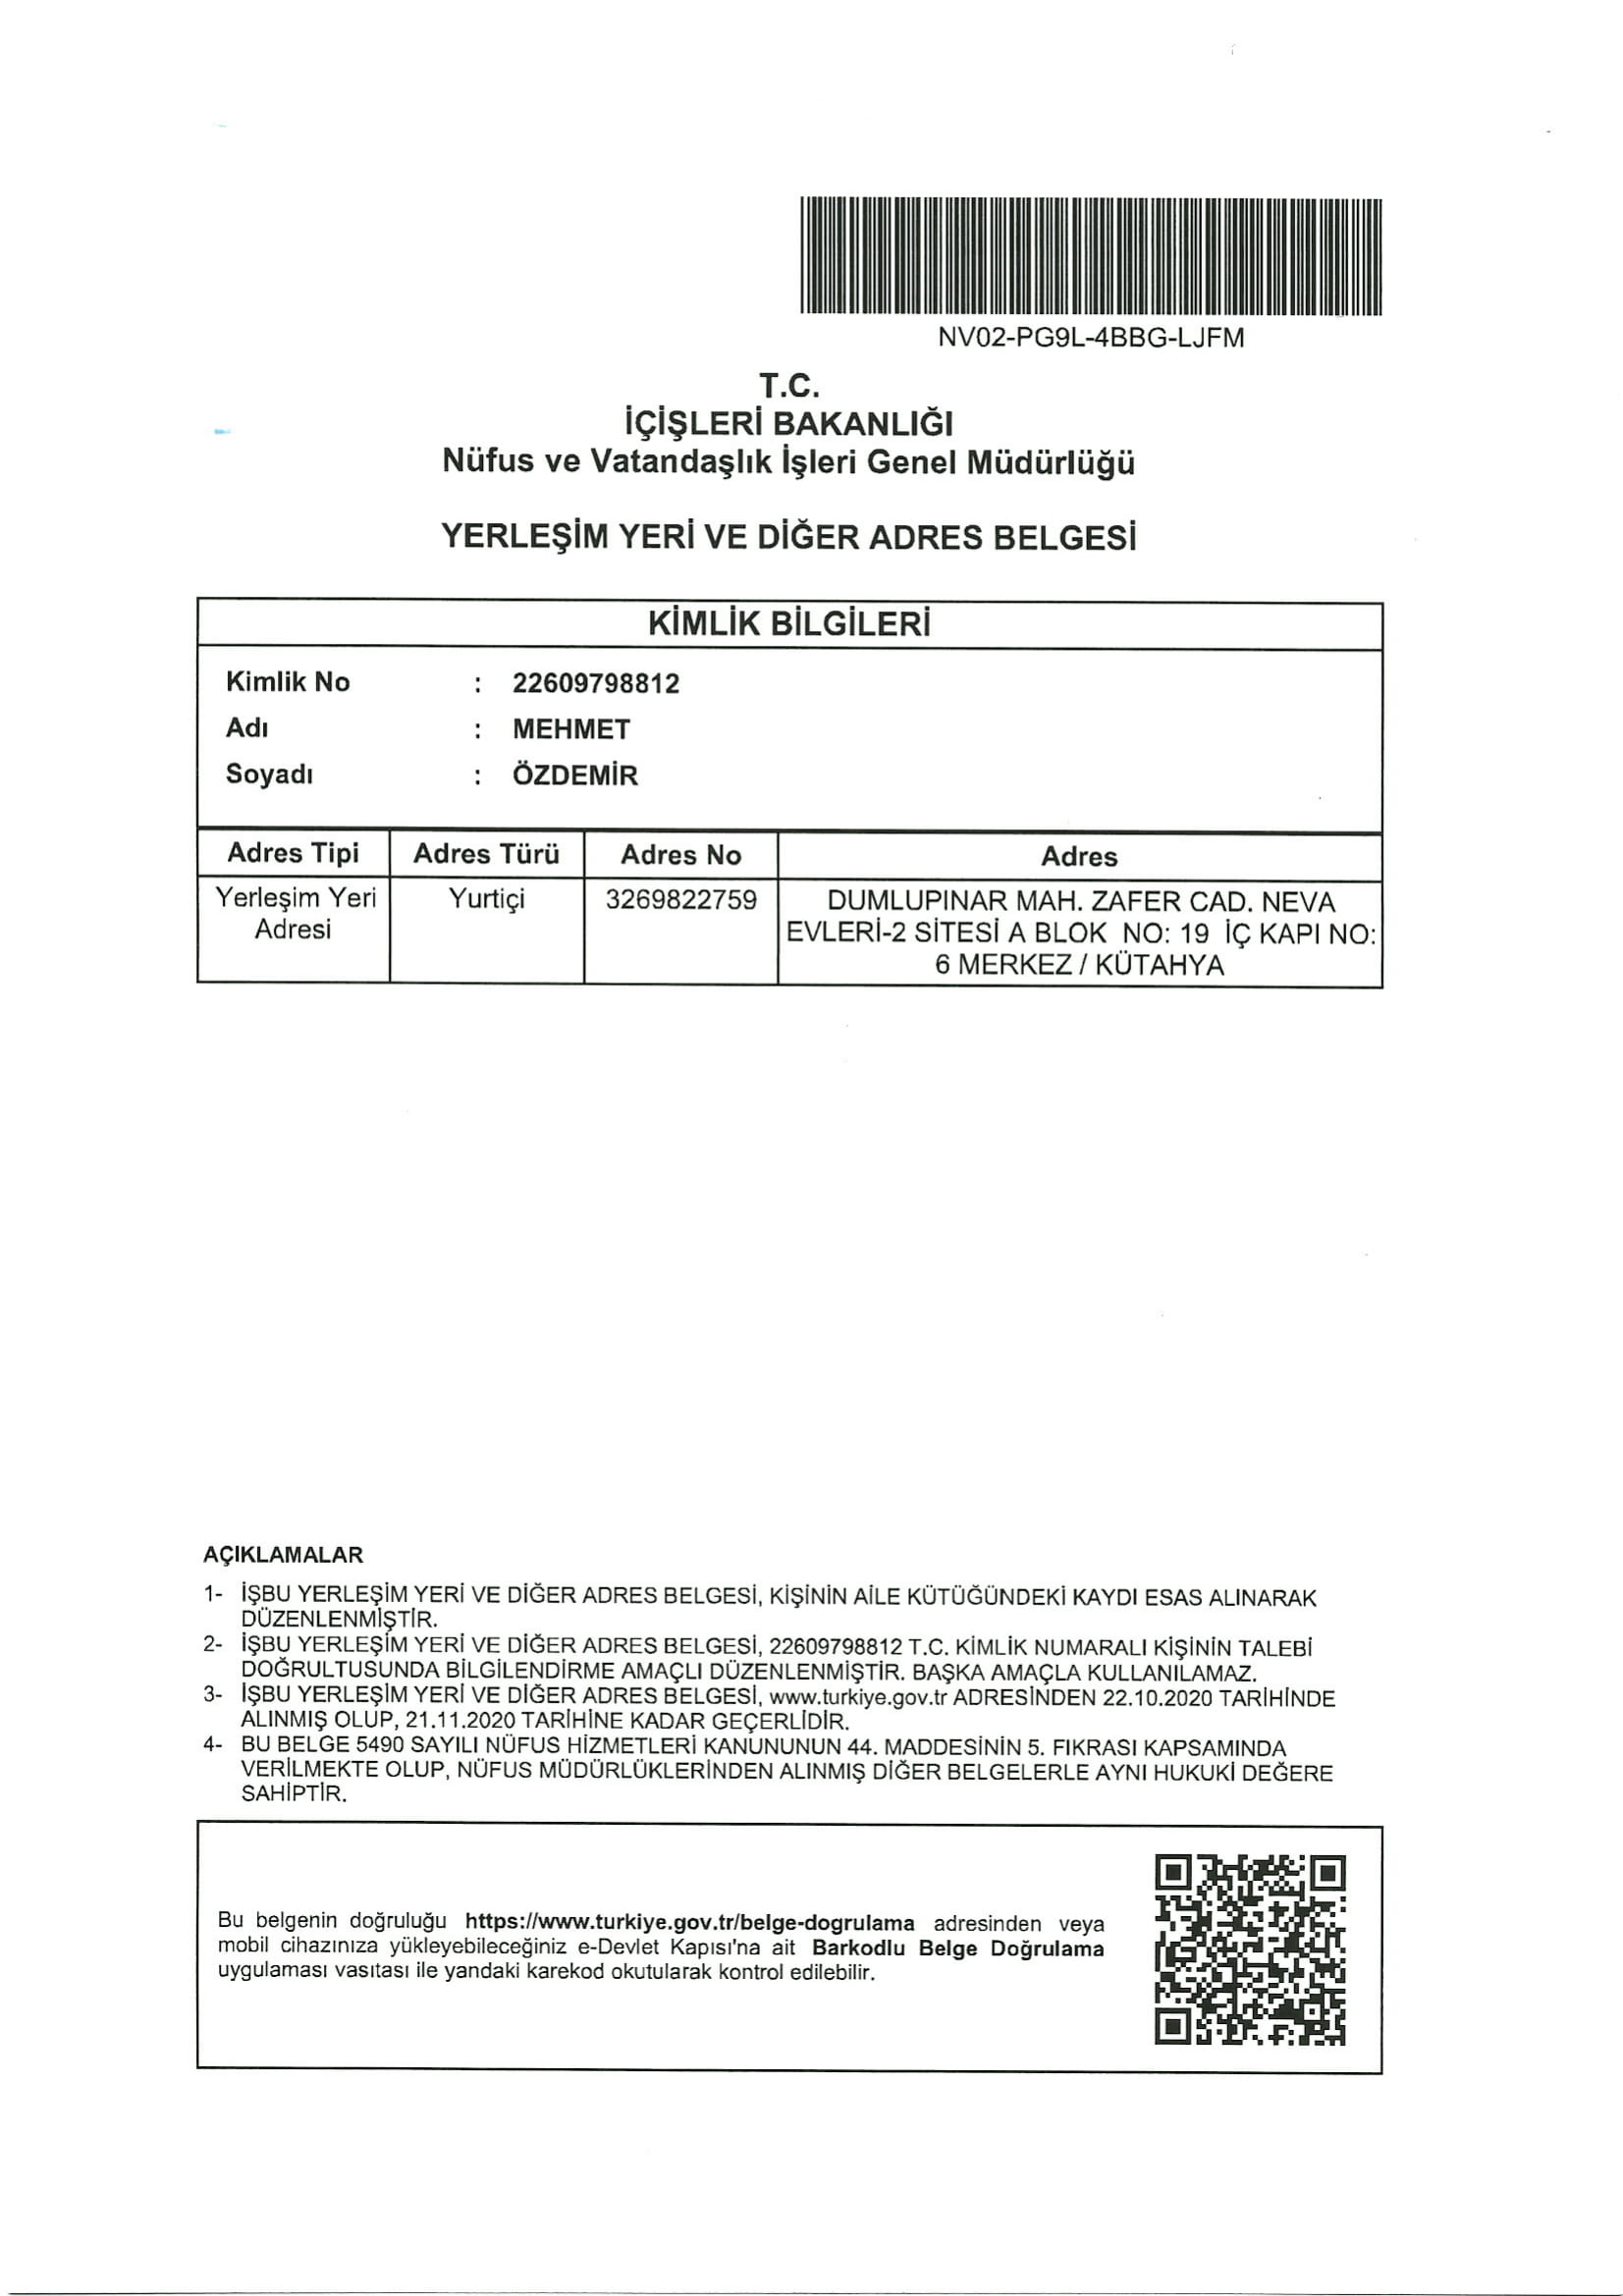 NV02-PG9L-4BBG-LJFM
T.C.
İÇİŞLERİ BAKANLIĞI
Nüfus ve Vatandaşlık İşleri Genel Müdürlüğü
YERLEŞİM YERİ VE DİĞER ADRES BELGESİ
KİMLİK BİLGİLERİ
Kimlik No : 22609798812
Adı : MEHMET
Soyadı : ÖZDEMİR
Adres Tipi Adres Türü Adres No Adres
Yerleşim Yeri Yurtiçi 3269822759 DUMLUPINAR MAH. ZAFER CAD. NEVA
Adresi EVLERİ-2 SİTESİ A BLOK NO: 19 İÇ KAPI NO:
6 MERKEZ / KÜTAHYA
AÇIKLAMALAR
1- İŞBU YERLEŞİM YERİ VE DİĞER ADRES BELGESİ, KİŞİNİN AİLE KÜTÜĞÜNDEKİ KAYDI ESAS ALINARAK
DÜZENLENMİŞTİR.
2- İŞBU YERLEŞİM YERİ VE DİĞER ADRES BELGESİ, 22609798812 T.C. KİMLİK NUMARALI KİŞİNİN TALEBİ
DOĞRULTUSUNDA BİLGİLENDİRME AMAÇLI DÜZENLENMİŞTİR. BAŞKA AMAÇLA KULLANILAMAZ.
3- İŞBU YERLEŞİM YERİ VE DİĞER ADRES BELGESİ, www.turkiye.gov.tr ADRESİNDEN 22.10.2020 TARİHİNDE
ALINMIŞ OLUP, 21.11.2020 TARİHİNE KADAR GEÇERLİDİR.
4- BU BELGE 5490 SAYILI NÜFUS HİZMETLERİ KANUNUNUN 44. MADDESİNİN 5. FIKRASI KAPSAMINDA
VERİLMEKTE OLUP, NÜFUS MÜDÜRLÜKLERİNDEN ALINMIŞ DİĞER BELGELERLE AYNI HUKUKİ DEĞERE
SAHİPTİR.
Bu belgenin doğruluğu https://www.turkiye.gov.tr/belge-dogrulama adresinden veya
mobil cihazınıza yükleyebileceğiniz e-Devlet Kapısı'na ait Barkodlu Belge Doğrulama
uygulaması vasıtası ile yandaki karekod okutularak kontrol edilebilir.